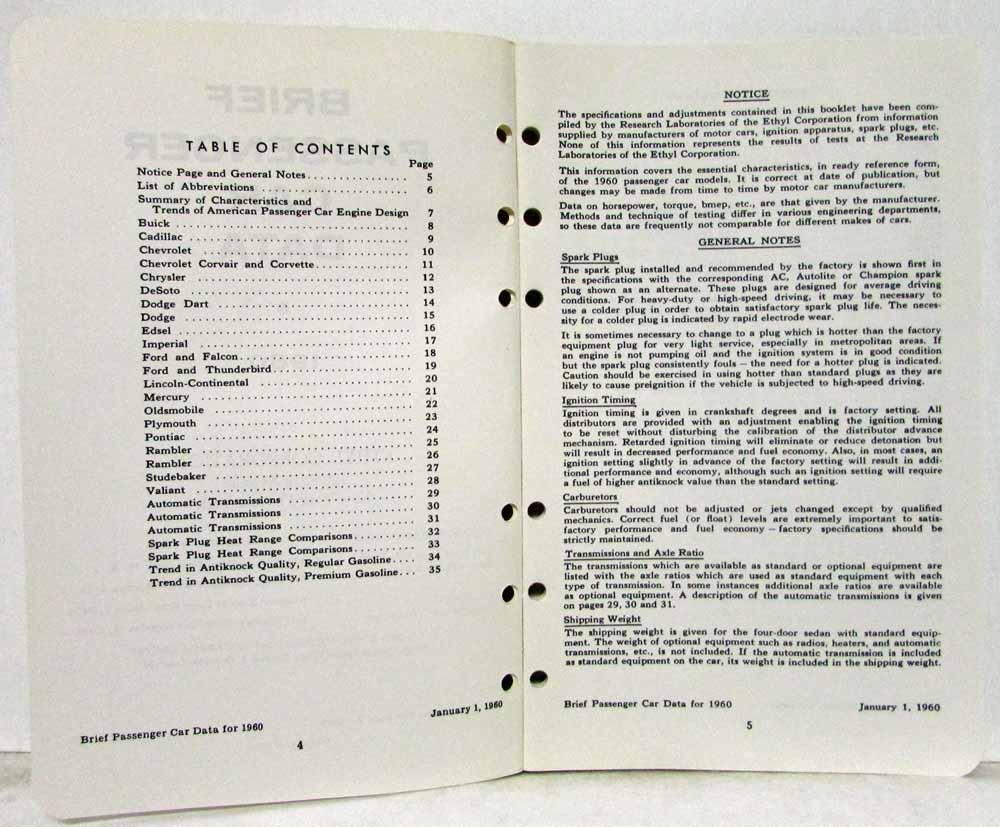 TABLE OF CONTENTS
Page
Notice Page and General Notes . . . . . . . . . . . . . . . 5
List of Abbreviations . . . . . . . . . . . . . . . . . . . . . 6
Summary of Characteristics and
Trends of American Passenger Car Engine Design 7
Buick . . . . . . . . . . . . . . . . . . . . . . . . . . . . . . . 8
Cadillac . . . . . . . . . . . . . . . . . . . . . . . . . . . . . 9
Chevrolet . . . . . . . . . . . . . . . . . . . . . . . . . . . 10
Chevrolet Corvair and Corvette . . . . . . . . . . . . . 11
Chrysler . . . . . . . . . . . . . . . . . . . . . . . . . . . . 12
DeSoto . . . . . . . . . . . . . . . . . . . . . . . . . . . . . 13
Dodge Dart . . . . . . . . . . . . . . . . . . . . . . . . . . 14
Dodge . . . . . . . . . . . . . . . . . . . . . . . . . . . . . . 15
Edsel . . . . . . . . . . . . . . . . . . . . . . . . . . . . . . 16
Imperial . . . . . . . . . . . . . . . . . . . . . . . . . . . . 17
Ford and Falcon . . . . . . . . . . . . . . . . . . . . . . . 18
Ford and Thunderbird . . . . . . . . . . . . . . . . . . . 19
Lincoln-Continental . . . . . . . . . . . . . . . . . . . . 20
Mercury . . . . . . . . . . . . . . . . . . . . . . . . . . . . 21
Oldsmobile . . . . . . . . . . . . . . . . . . . . . . . . . . 22
Plymouth . . . . . . . . . . . . . . . . . . . . . . . . . . . 23
Pontiac . . . . . . . . . . . . . . . . . . . . . . . . . . . . 24
Rambler . . . . . . . . . . . . . . . . . . . . . . . . . . . . 25
Rambler . . . . . . . . . . . . . . . . . . . . . . . . . . . . 26
Studebaker . . . . . . . . . . . . . . . . . . . . . . . . . . 27
Valiant . . . . . . . . . . . . . . . . . . . . . . . . . . . . 28
Automatic Transmissions . . . . . . . . . . . . . . . . 29
Automatic Transmissions . . . . . . . . . . . . . . . . 30
Automatic Transmissions . . . . . . . . . . . . . . . . 31
Spark Plug Heat Range Comparisons . . . . . . . . . 32
Spark Plug Heat Range Comparisons . . . . . . . . . 33
Trend in Antiknock Quality, Regular Gasoline . . . . 34
Trend in Antiknock Quality, Premium Gasoline . . . 35
Brief Passenger Car Data for 1960 January 1, 1960
4
NOTICE
The specifications and adjustments contained in this booklet have been com-
piled by the Research Laboratories of the Ethyl Corporation from information
supplied by manufacturers of motor cars, ignition apparatus, spark plugs, etc.
None of this information represents the results of tests at the Research
Laboratories of the Ethyl Corporation.
This information covers the essential characteristics, in ready reference form,
of the 1960 passenger car models. It is correct at date of publication, but
changes may be made from time to time by motor car manufacturers.
Data on horsepower, torque, bmep, etc., are that given by the manufacturer.
Methods and technique of testing differ in various engineering departments,
so these data are frequently not comparable for different makes of cars.
GENERAL NOTES
Spark Plugs
The spark plug installed and recommended by the factory is shown first in
the specifications with the corresponding AC, Autolite or Champion spark
plug shown as an alternate. These plugs are designed for average driving
conditions. For heavy-duty or high-speed driving, it may be necessary to
use a colder plug in order to obtain satisfactory spark plug life. The neces-
sity for a colder plug is indicated by rapid electrode wear.
It is sometimes necessary to change to a plug which is hotter than the factory
equipment plug for very light service, especially in metropolitan areas. If
an engine is not pumping oil and the ignition system is in good condition
but the spark plug consistently fouls – the need for a hotter plug is indicated.
Caution should be exercised in using hotter than standard plugs as they are
likely to cause preignition if the vehicle is subjected to high-speed driving.
Ignition Timing
Ignition timing is given in crankshaft degrees and is factory setting. All
distributors are provided with an adjustment enabling the ignition timing
to be reset without disturbing the calibration of the distributor advance
mechanism. Retarded ignition timing will eliminate or reduce detonation but
will result in decreased performance and fuel economy. Also, in most cases, an
ignition setting slightly in advance of the factory setting will result in addi-
tional performance and economy, although such an ignition setting will require
a fuel of higher antiknock value than the standard setting.
Carburetors
Carburetors should not be adjusted or jets changed except by qualified
mechanics. Correct fuel (or float) levels are extremely important to satis-
factory performance and fuel economy – factory specifications should be
strictly maintained.
Transmissions and Axle Ratio
The transmissions which are available as standard or optional equipment are
listed with the axle ratios which are used as standard equipment with each
type of transmission. In some instances additional axle ratios are available
as optional equipment. A description of the automatic transmissions is given
on pages 29, 30 and 31.
Shipping Weight
The shipping weight is given for the four-door sedan with standard equip-
ment. The weight of optional equipment such as radios, heaters, and automatic
transmissions, etc., is not included. If the automatic transmission is included
as standard equipment on the car, its weight is included in the shipping weight.
Brief Passenger Car Data for 1960 January 1, 1960
5